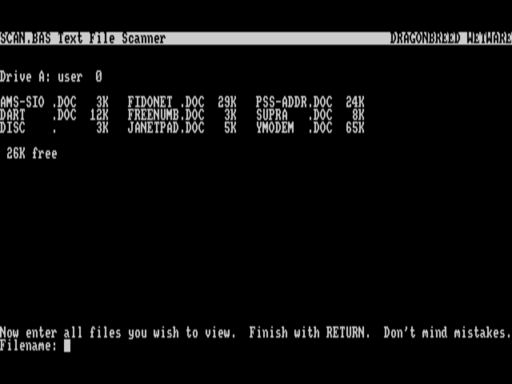 SCAN.BAS Text File Scanner DRAGONBREED WETWARE
Drive A: user  0
AMS-SIO .DOC   3K   FIDONET .DOC  29K   PSS-ADDR.DOC  24K
DART    .DOC  12K   FREENUMB.DOC   3K   SUPRA   .DOC   8K
DISC    .      3K   JANETPAD.DOC   5K   YMODEM  .DOC  65K
26K free
Now enter all files you wish to view.  Finish with RETURN.  Don't mind mistakes.
Filename: